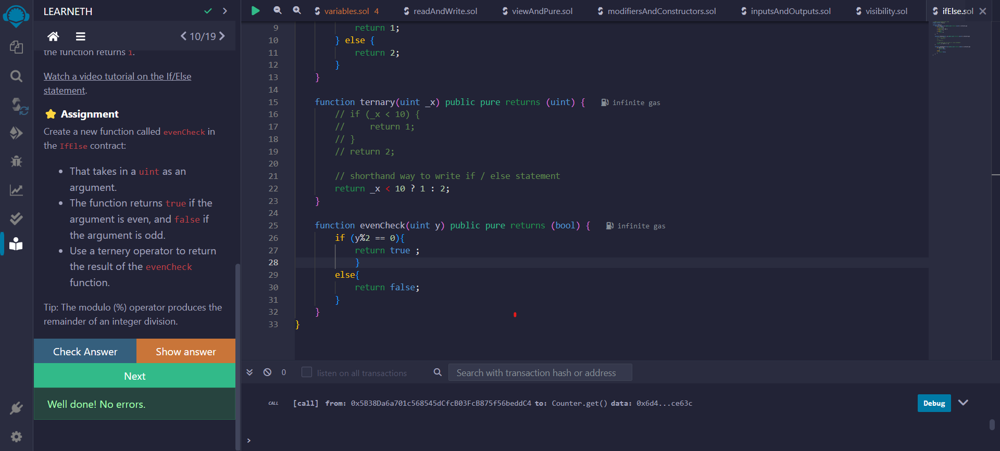 LEARNETH
10/19
the function returns 1.
Watch a video tutorial on the If/Else
statement.
Assignment
Create a new function called evenCheck in
the IfElse contract:
That takes in a uint as an
argument.
The function returns true if the
argument is even, and false if
the argument is odd.
Use a ternery operator to return
the result of the evenCheck
function.
Tip: The modulo (%) operator produces the
remainder of an integer division.
Check Answer
Show answer
Next
Well done! No errors.
variables.sol 4
readAndWrite.sol
viewAndPure.sol
modifiersAndConstructors.sol
inputsAndOutputs.sol
visibility.sol
ifElse.sol
9 return 1;
10 } else {
11 return 2;
12 }
13 }
14
15 function ternary(uint _x) public pure returns (uint) { infinite gas
16 // if (_x < 10) {
17 // return 1;
18 // }
19 // return 2;
20
21 // shorthand way to write if / else statement
22 return _x < 10 ? 1 : 2;
23 }
24
25 function evenCheck(uint y) public pure returns (bool) { infinite gas
26 if (y%2 == 0){
27 return true ;
28 }
29 else{
30 return false;
31 }
32 }
33 }
0 listen on all transactions Search with transaction hash or address
CALL [call] from: 0x5B38Da6a701c568545dCfcB03FcB875f56beddC4 to: Counter.get() data: 0x6d4...ce63c Debug
>